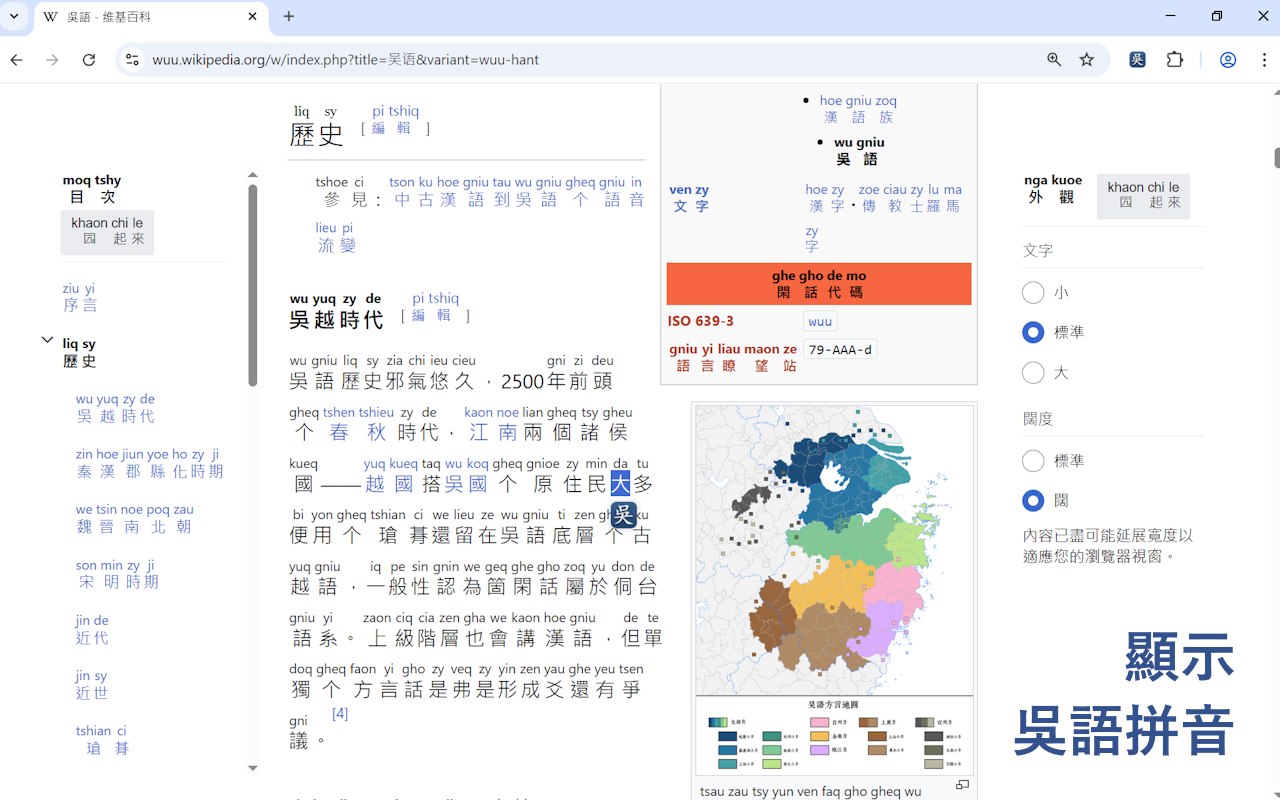 吳語 - 維基百科
wuu.wikipedia.org/w/index.php?title=吴语&variant=wuu-hant
moq tshy
目 次
khaon chi le
囥 起 來
ziu yi
序 言
liq sy
歷 史
wu yuq zy de
吳 越 時 代
zin hoe jiun yoe ho zy ji
秦 漢 郡 縣 化 時 期
we tsin noe poq zau
魏 晉 南 北 朝
son min zy ji
宋 明 時 期
jin de
近 代
jin sy
近 世
tshian ci
瑲 朞
liq sy pi tshiq
歷 史 [ 編 輯 ]
tshoe ci tson ku hoe gniu tau wu gniu gheq gniu in
參 見 : 中 古 漢 語 到 吳 語 个 語 音
lieu pi
流 變
wu yuq zy de pi tshiq
吳 越 時 代 [ 編 輯 ]
wu gniu liq sy zia chi ieu cieu gni zi deu
吳 語 歷 史 邪 氣 悠 久 , 2500 年 前 頭
gheq tshen tshieu zy de kaon noe lian gheq tsy gheu
个 春 秋 時 代 , 江 南 兩 個 諸 侯
kueq yuq kueq taq wu koq gheq gnioe zy min da tu
國 —— 越 國 搭 吳 國 个 原 住 民 大 多
吳
bi yon gheq tshian ci we lieu ze wu gniu ti zen ku
便 用 个 瑲 朞 還 留 在 吳 語 底 層 个 古
yuq gniu iq pe sin gnin we geq ghe gho zoq yu don de
越 語 , 一 般 性 認 為 箇 閑 話 屬 於 侗 台
gniu yi zaon ciq cia zen gha we kaon hoe gniu de te
語 系 。 上 級 階 層 也 會 講 漢 語 , 但 單
doq gheq faon yi gho zy veq zy yin zen yau ghe yeu tsen
獨 个 方 言 話 是 弗 是 形 成 爻 還 有 爭
gni [4]
議 。
hoe gniu zoq
漢 語 族
wu gniu
吳 語
ven zy hoe zy zoe ciau zy lu ma
文 字 漢 字 · 傳 教 士 羅 馬
zy
字
ghe gho de mo
閑 話 代 碼
ISO 639-3 wuu
gniu yi liau maon ze 79-AAA-d
語 言 瞭 望 站
吴语方言地圖
tsau zau tsy yun ven faq gho gheq wu
nga kuoe
外 觀
khaon chi le
囥 起 來
文字
小
標準
大
闊度
標準
闊
內容已盡可能延展寬度以
適應您的瀏覽器視窗。
顯示
吳語拼音